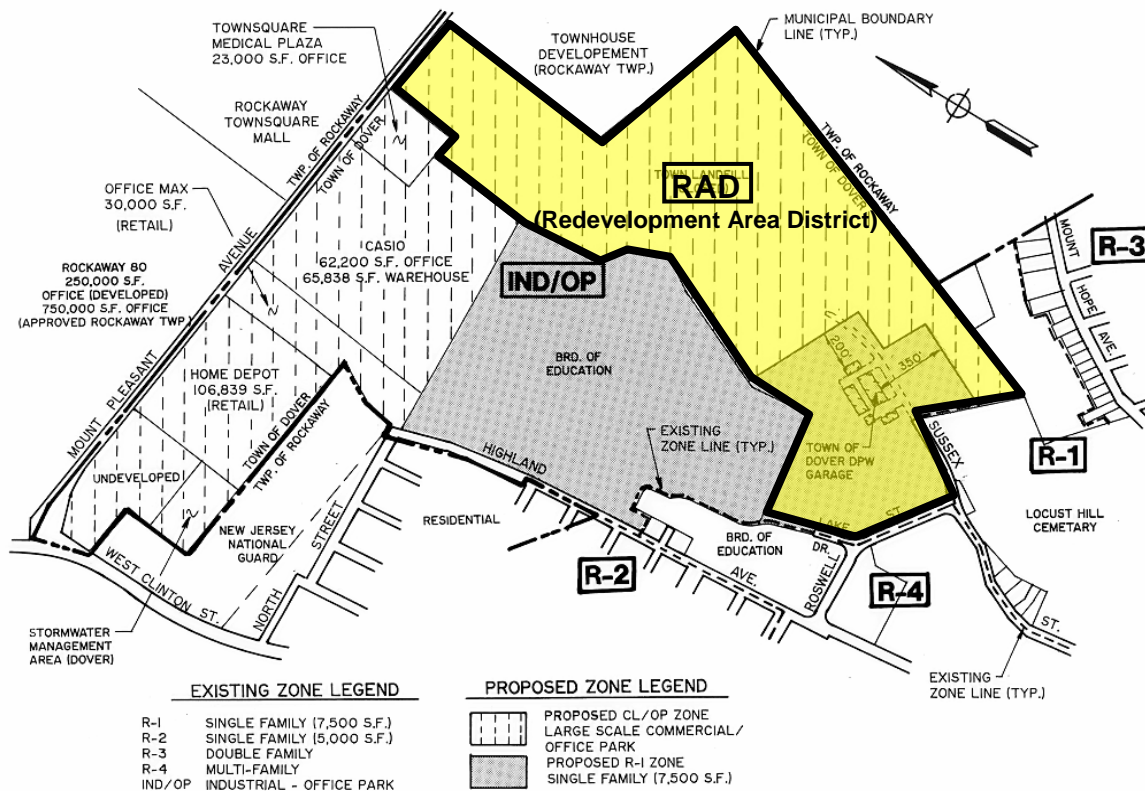 TOWNSQUARE
MEDICAL PLAZA
23,000 S.F. OFFICE
TOWNHOUSE
DEVELOPEMENT
(ROCKAWAY TWP.)
MUNICIPAL BOUNDARY
LINE (TYP.)
ROCKAWAY
TOWNSQUARE
MALL
TWP. OF ROCKAWAY
TOWN OF DOVER
TWP. OF ROCKAWAY
TOWN OF DOVER
OFFICE MAX
30,000 S.F.
(RETAIL)
TOWN LANDFILL
RAD
(Redevelopment Area District)
MOUNT
HOPE
AVE.
R-3
CASIO
62,200 S.F. OFFICE
65,838 S.F. WAREHOUSE
IND/OP
ROCKAWAY 80
250,000 S.F.
OFFICE (DEVELOPED)
750,000 S.F. OFFICE
(APPROVED ROCKAWAY TWP.)
MOUNT PLEASANT AVENUE
BRD. OF
EDUCATION
200'
350'
HOME DEPOT
106,839 S.F.
(RETAIL)
TOWN OF DOVER
TWP. OF ROCKAWAY
EXISTING
ZONE LINE (TYP.)
TOWN OF
DOVER DPW
GARAGE
SUSSEX
R-1
UNDEVELOPED
HIGHLAND
AVE.
RESIDENTIAL
NEW JERSEY
NATIONAL
GUARD
NORTH STREET
LAKE ST.
LOCUST HILL
CEMETARY
BRD. OF
EDUCATION
ROSWELL DR.
R-2
R-4
WEST CLINTON ST.
ST.
STORMWATER
MANAGEMENT
AREA (DOVER)
EXISTING
ZONE LINE (TYP.)
EXISTING ZONE LEGEND
R-1 SINGLE FAMILY (7,500 S.F.)
R-2 SINGLE FAMILY (5,000 S.F.)
R-3 DOUBLE FAMILY
R-4 MULTI-FAMILY
IND/OP INDUSTRIAL - OFFICE PARK
PROPOSED ZONE LEGEND
PROPOSED CL/OP ZONE
LARGE SCALE COMMERCIAL/
OFFICE PARK
PROPOSED R-1 ZONE
SINGLE FAMILY (7,500 S.F.)